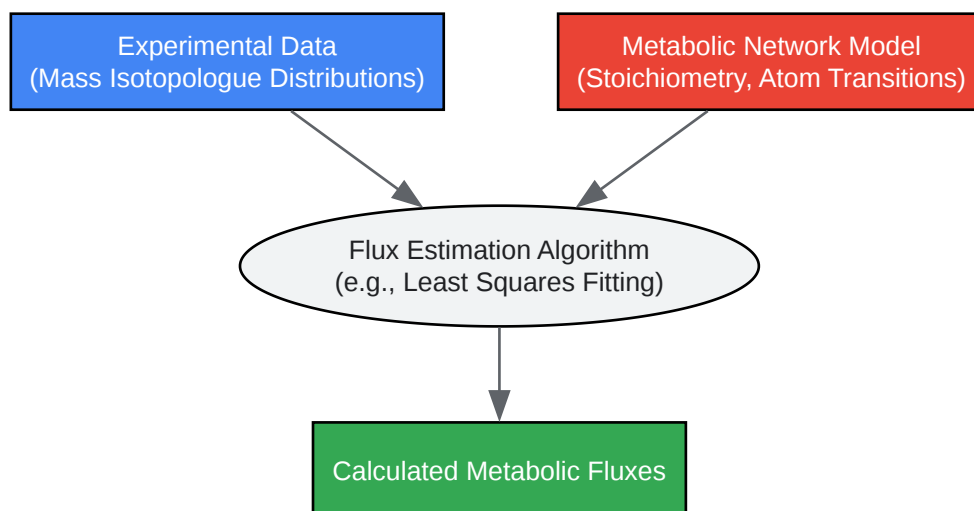 Experimental Data
(Mass Isotopologue Distributions)
Metabolic Network Model
(Stoichiometry, Atom Transitions)
Flux Estimation Algorithm
(e.g., Least Squares Fitting)
Calculated Metabolic Fluxes